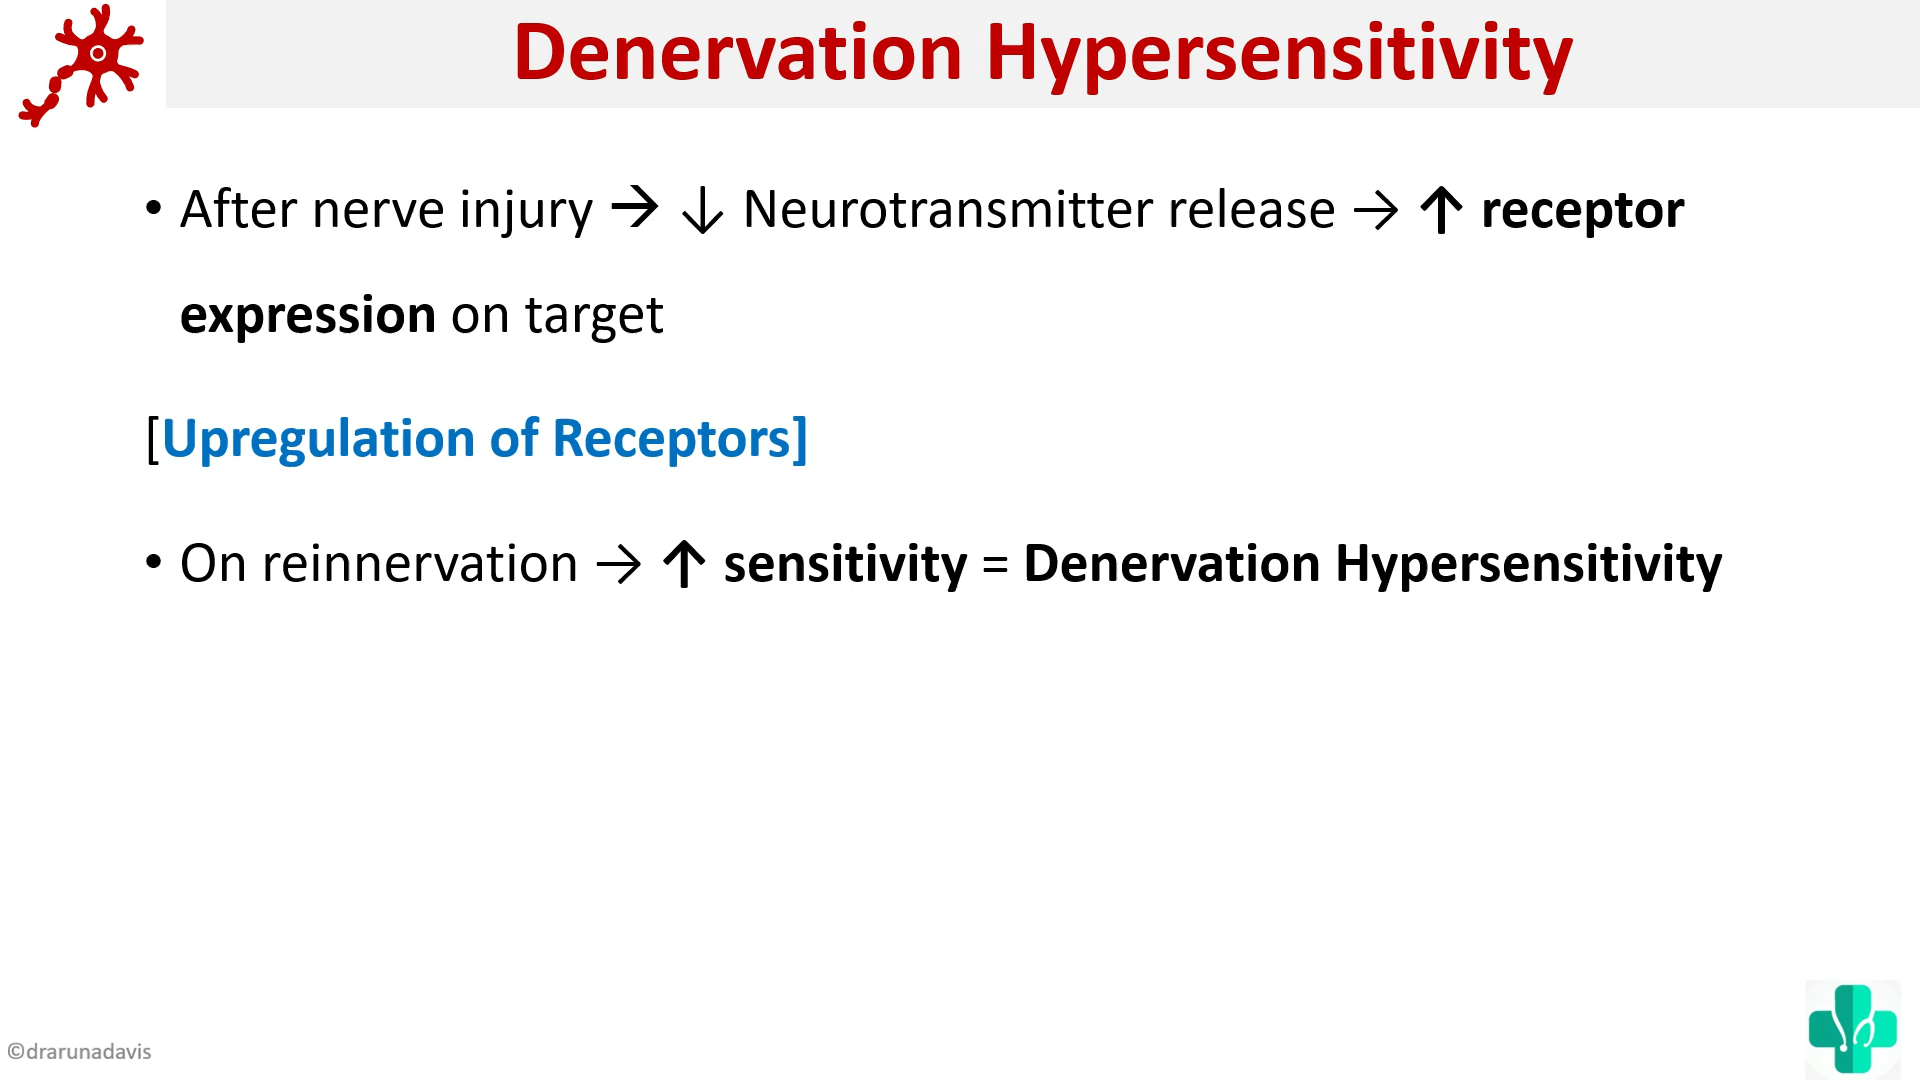 Denervation Hypersensitivity
• After nerve injury → ↓ Neurotransmitter release → ↑ receptor
expression on target
[Upregulation of Receptors]
• On reinnervation → ↑ sensitivity = Denervation Hypersensitivity
©drarunadavis